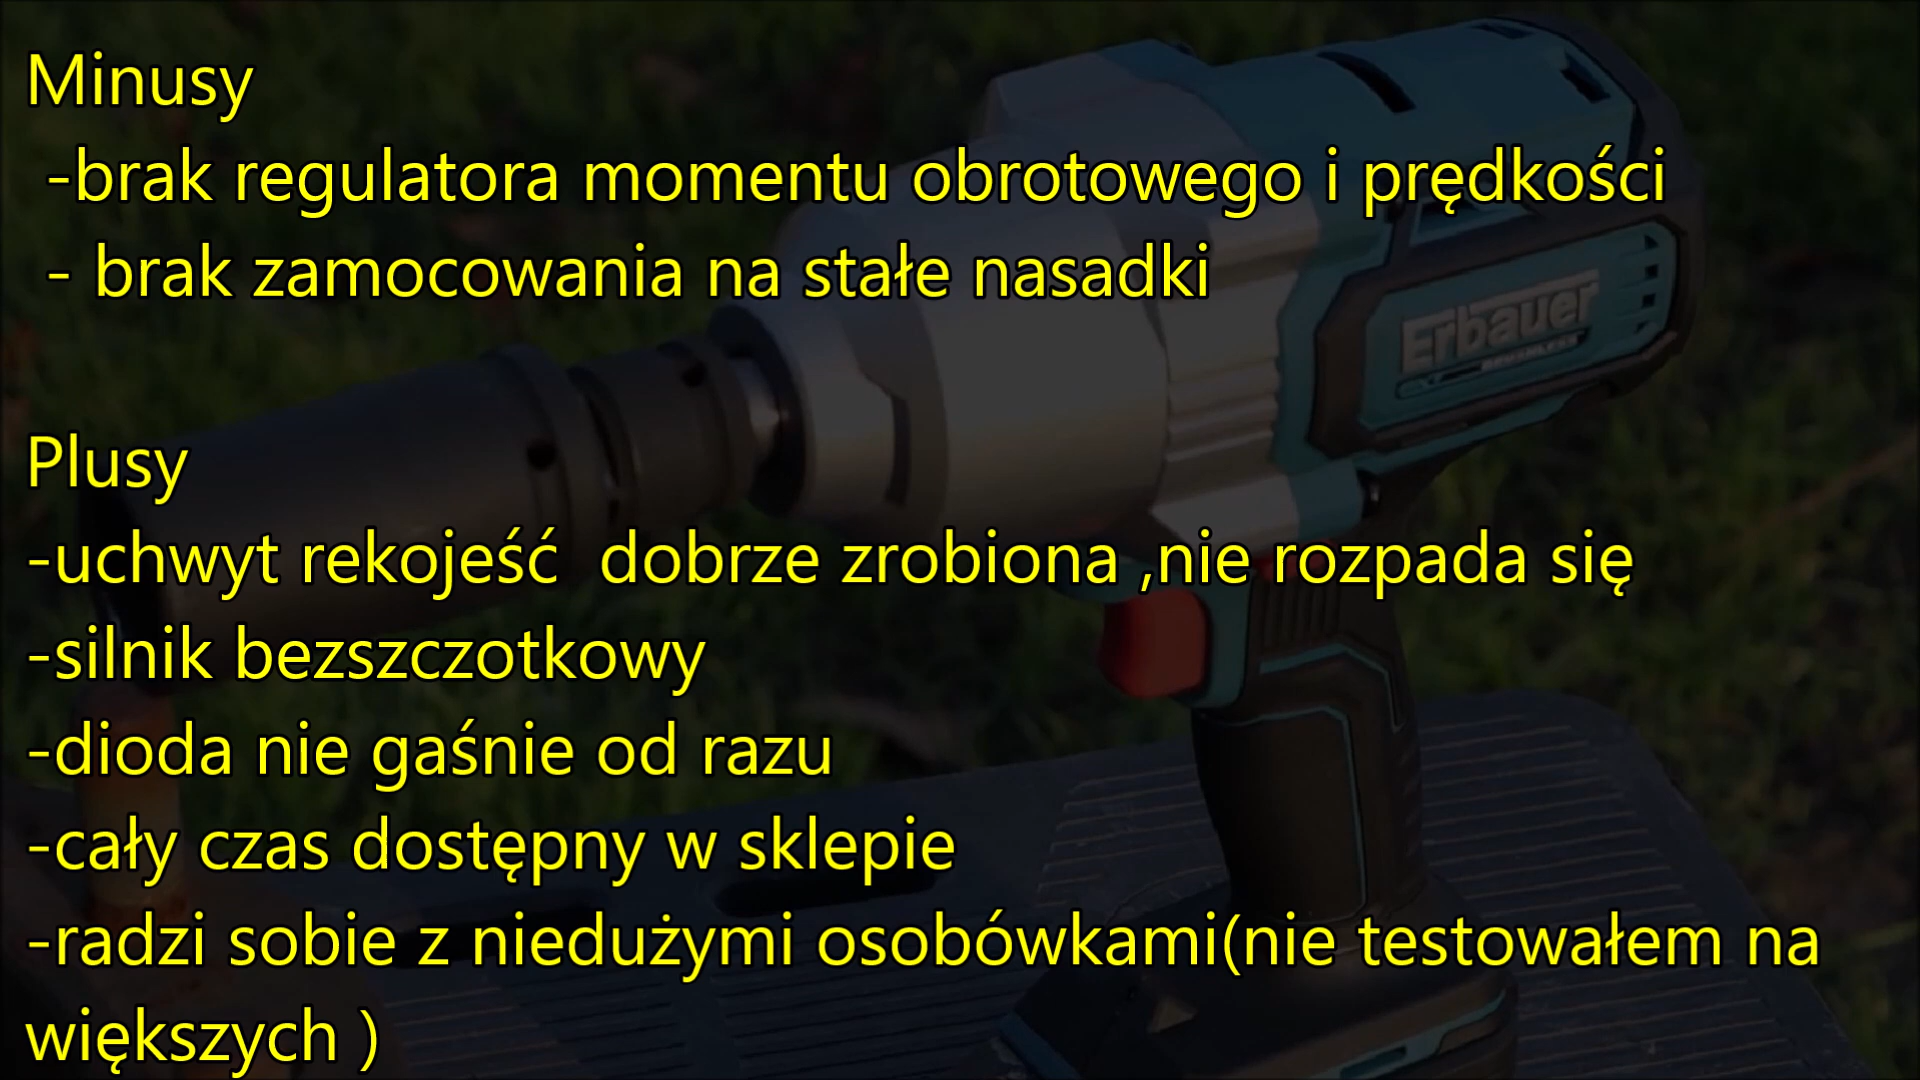 Minusy
-brak regulatora momentu obrotowego i prędkości
- brak zamocowania na stałe nasadki
Erbauer
BRUSHLESS
Plusy
-uchwyt rekojeść dobrze zrobiona ,nie rozpada się
-silnik bezszczotkowy
-dioda nie gaśnie od razu
-cały czas dostępny w sklepie
-radzi sobie z niedużymi osobówkami(nie testowałem na
większych )